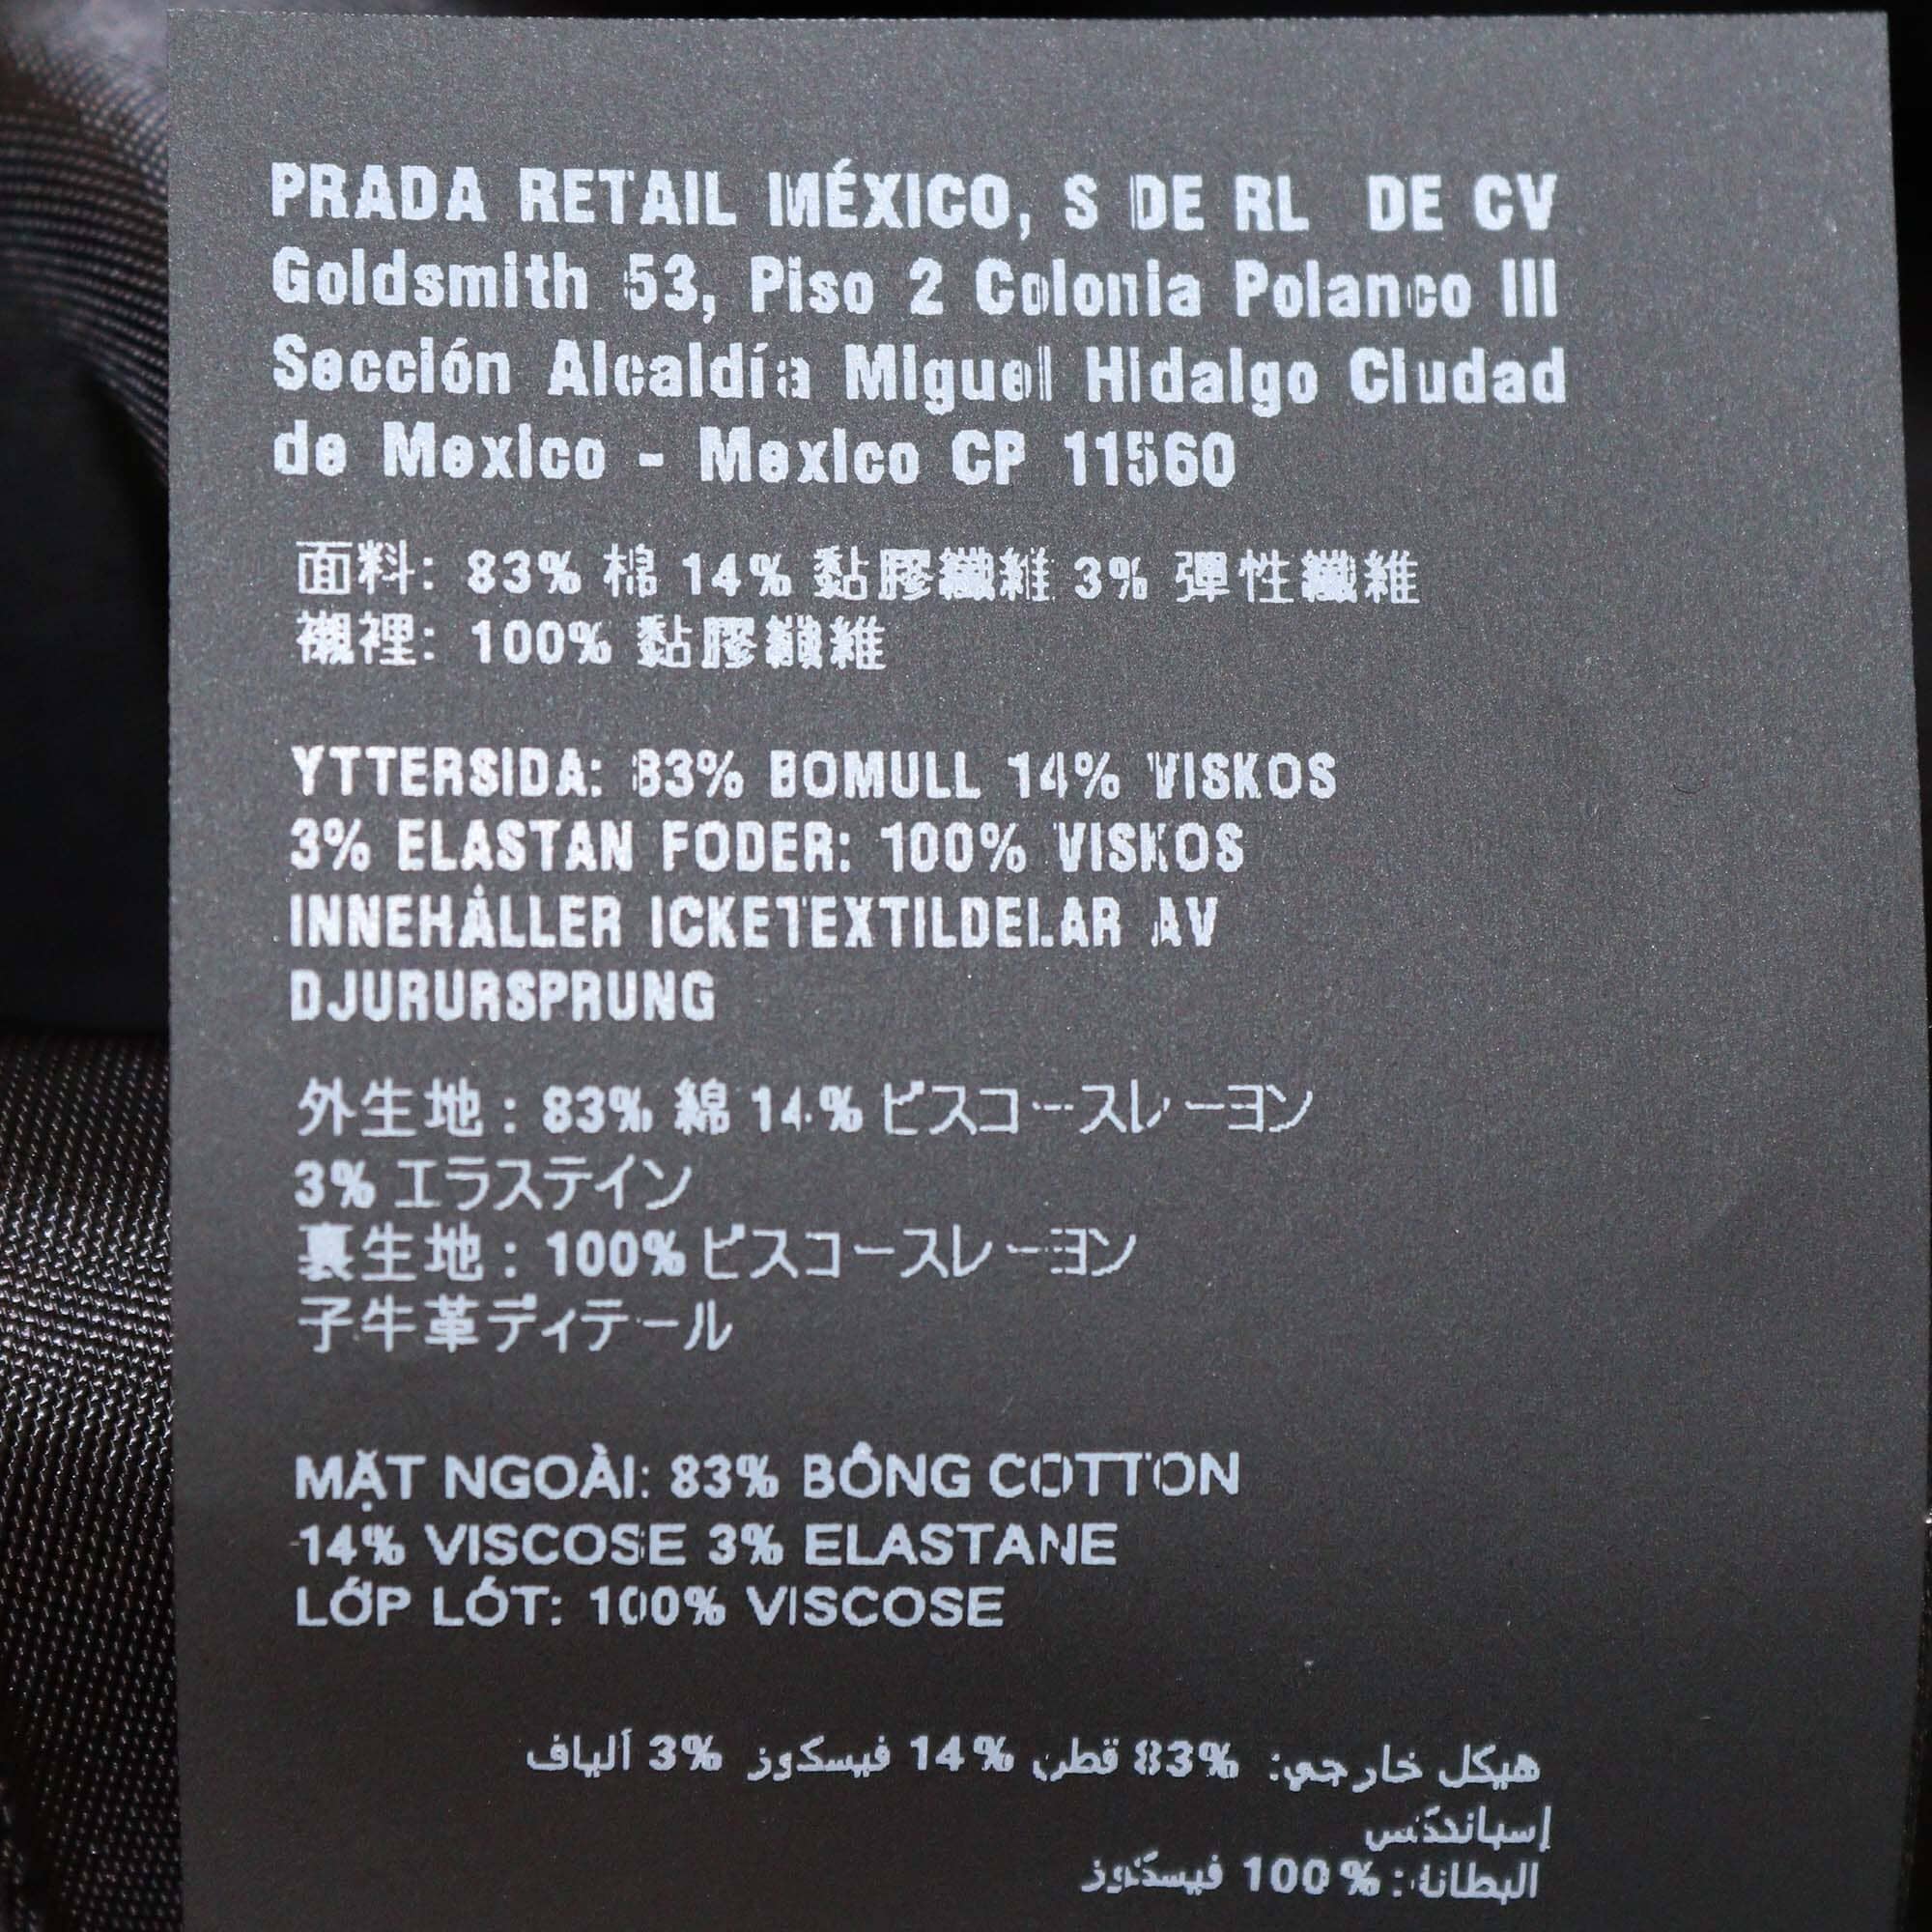 PRADA RETAIL MÉXICO, S DE RL DE CV
Goldsmith 53, Piso 2 Colonia Polanco III
Sección Alcaldía Miguel Hidalgo Ciudad
de Mexico - Mexico CP 11560
面料: 83% 棉 14% 黏膠纖維 3% 彈性纖維
襯裡: 100% 黏膠纖維
YTTERSIDA: 83% BOMULL 14% VISKOS
3% ELASTAN FODER: 100% VISKOS
INNEHÅLLER ICKETEXTILDELAR AV
DJURURSPRUNG
外生地: 83% 綿 14% ビスコースレーヨン
3% エラステイン
裏生地: 100% ビスコースレーヨン
子牛革ディテール
MẶT NGOÀI: 83% BÔNG COTTON
14% VISCOSE 3% ELASTANE
LỚP LÓT: 100% VISCOSE
هيكل خارجي: 83% قطن 14% فيسكوز 3% ألياف
إسباندكس
البطانة: 100% فيسكوز